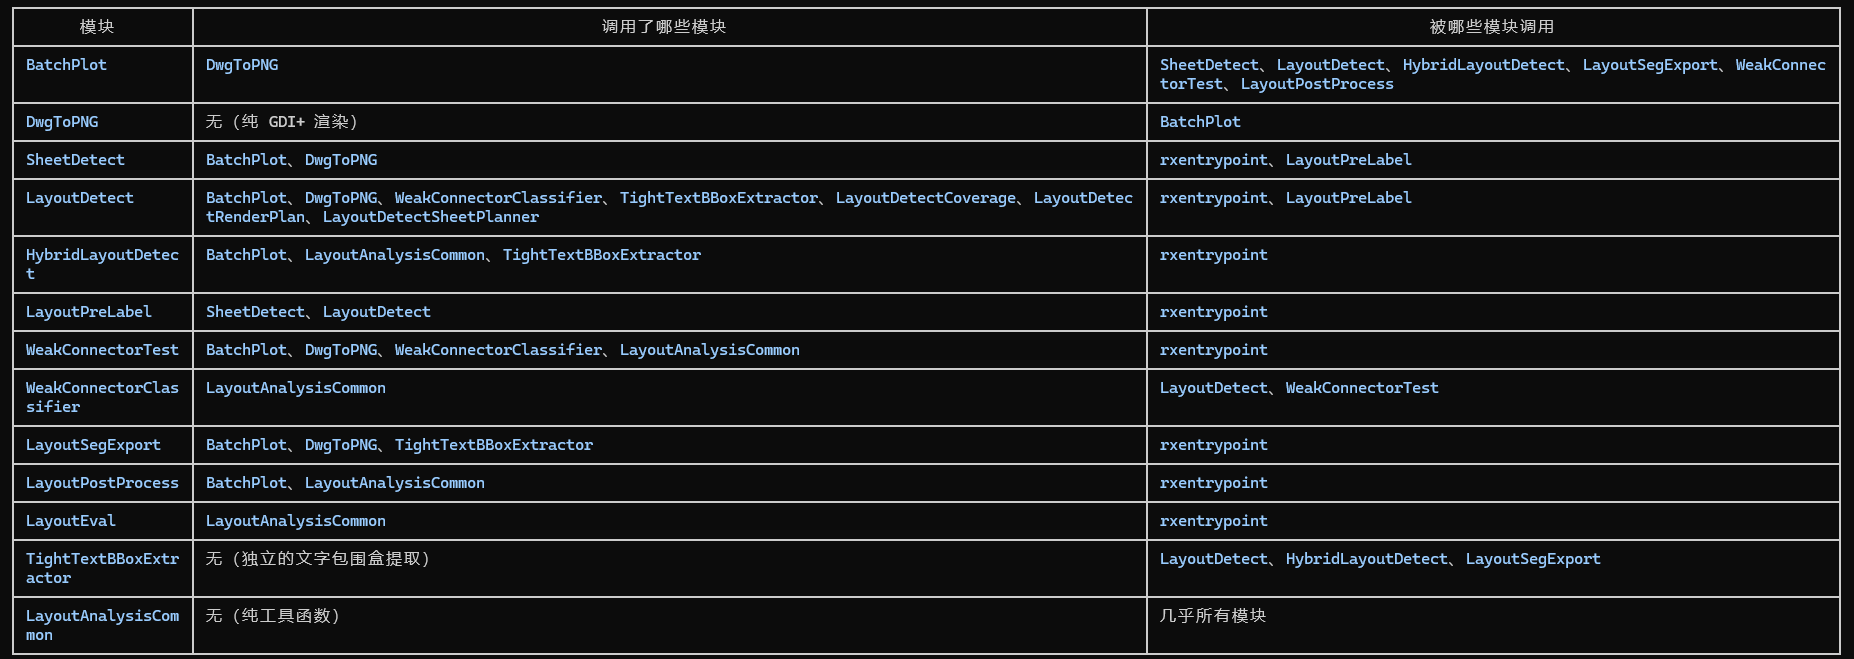 模块 调用了哪些模块 被哪些模块调用
BatchPlot DwgToPNG SheetDetect、LayoutDetect、HybridLayoutDetect、LayoutSegExport、WeakConnec
torTest、LayoutPostProcess
DwgToPNG 无 (纯 GDI+ 渲染) BatchPlot
SheetDetect BatchPlot、DwgToPNG rxentrypoint、LayoutPreLabel
LayoutDetect BatchPlot、DwgToPNG、WeakConnectorClassifier、TightTextBBoxExtractor、LayoutDetectCoverage、LayoutDetec rxentrypoint、LayoutPreLabel
tRenderPlan、LayoutDetectSheetPlanner
HybridLayoutDetec BatchPlot、LayoutAnalysisCommon、TightTextBBoxExtractor rxentrypoint
t
LayoutPreLabel SheetDetect、LayoutDetect rxentrypoint
WeakConnectorTest BatchPlot、DwgToPNG、WeakConnectorClassifier、LayoutAnalysisCommon rxentrypoint
WeakConnectorClas LayoutAnalysisCommon LayoutDetect、WeakConnectorTest
sifier
LayoutSegExport BatchPlot、DwgToPNG、TightTextBBoxExtractor rxentrypoint
LayoutPostProcess BatchPlot、LayoutAnalysisCommon rxentrypoint
LayoutEval LayoutAnalysisCommon rxentrypoint
TightTextBBoxExtr 无 (独立的文字包围盒提取) LayoutDetect、HybridLayoutDetect、LayoutSegExport
actor
LayoutAnalysisCom 无 (纯工具函数) 几乎所有模块
mon